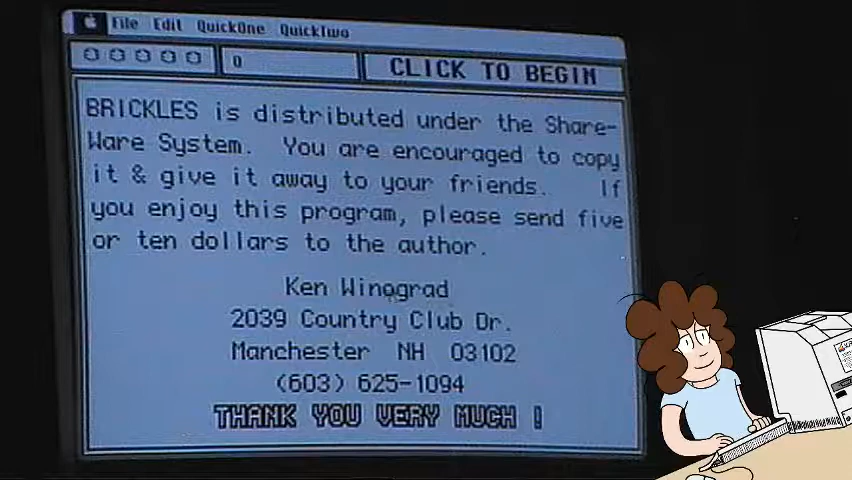 File Edit QuickOne QuickTwo
0 CLICK TO BEGIN
BRICKLES is distributed under the Share-
Ware System. You are encouraged to copy
it & give it away to your friends. If
you enjoy this program, please send five
or ten dollars to the author.
Ken Winograd
2039 Country Club Dr.
Manchester NH 03102
(603) 625-1094
THANK YOU VERY MUCH !